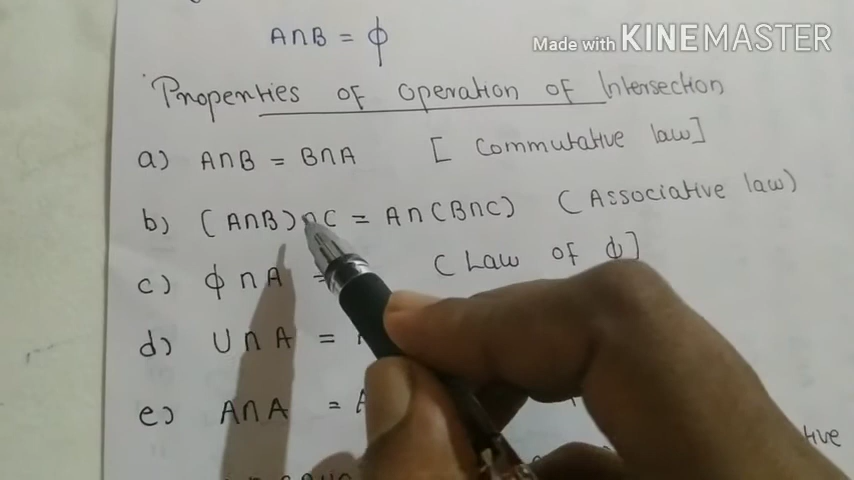 A∩B = ϕ
Made with KINEMASTER
Properties of operation of Intersection
a) A∩B = B∩A [ Commutative law]
b) (A∩B)∩C = A∩(B∩C) (Associative law)
c) ϕ∩A = ( Law of ϕ]
d) U∩A =
e) A∩A = A